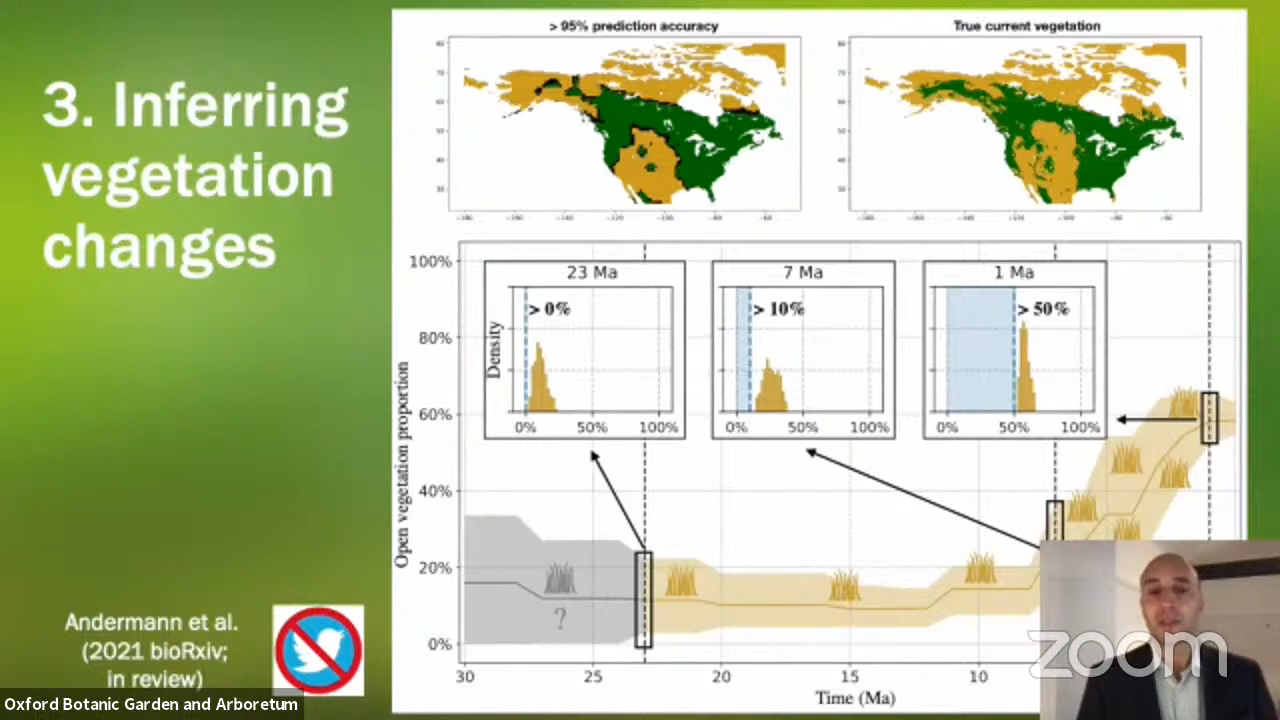 3. Inferring
vegetation
changes
Andermann et al.
(2021 bioRxiv;
in review)
> 95% prediction accuracy
True current vegetation
Open vegetation proportion
100%
80%
60%
40%
20%
0%
23 Ma
> 0%
Density
0% 50% 100%
7 Ma
> 10%
0% 50% 100%
1 Ma
> 50%
0% 50% 100%
?
30 25 20 15 10
Time (Ma)
zoom
Oxford Botanic Garden and Arboretum